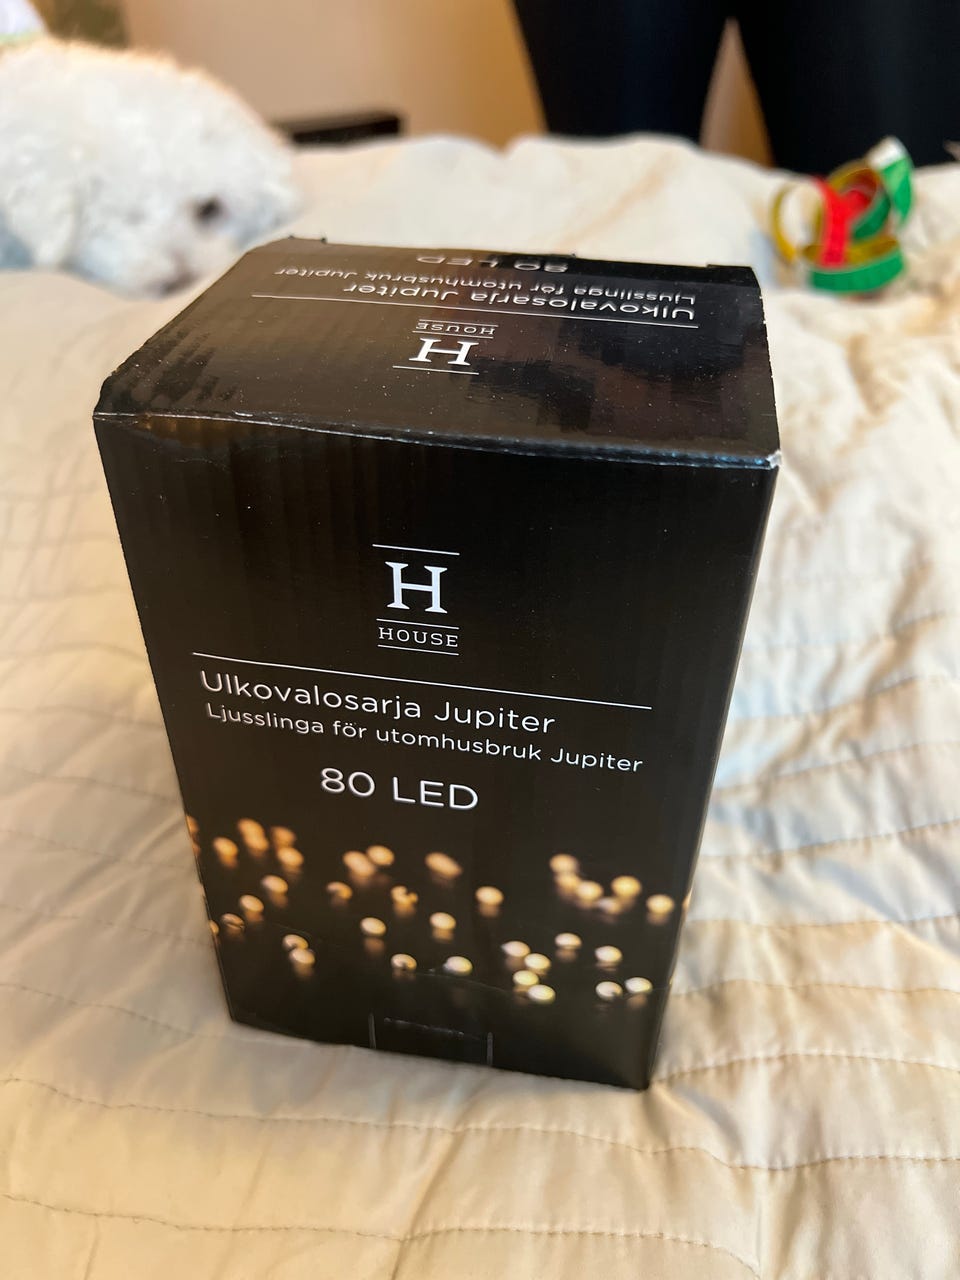 80 LED
Ljusslinga för utomhusbruk Jupiter
Ulkovalosarja Jupiter
HOUSE
H
H
HOUSE
Ulkovalosarja Jupiter
Ljusslinga för utomhusbruk Jupiter
80 LED